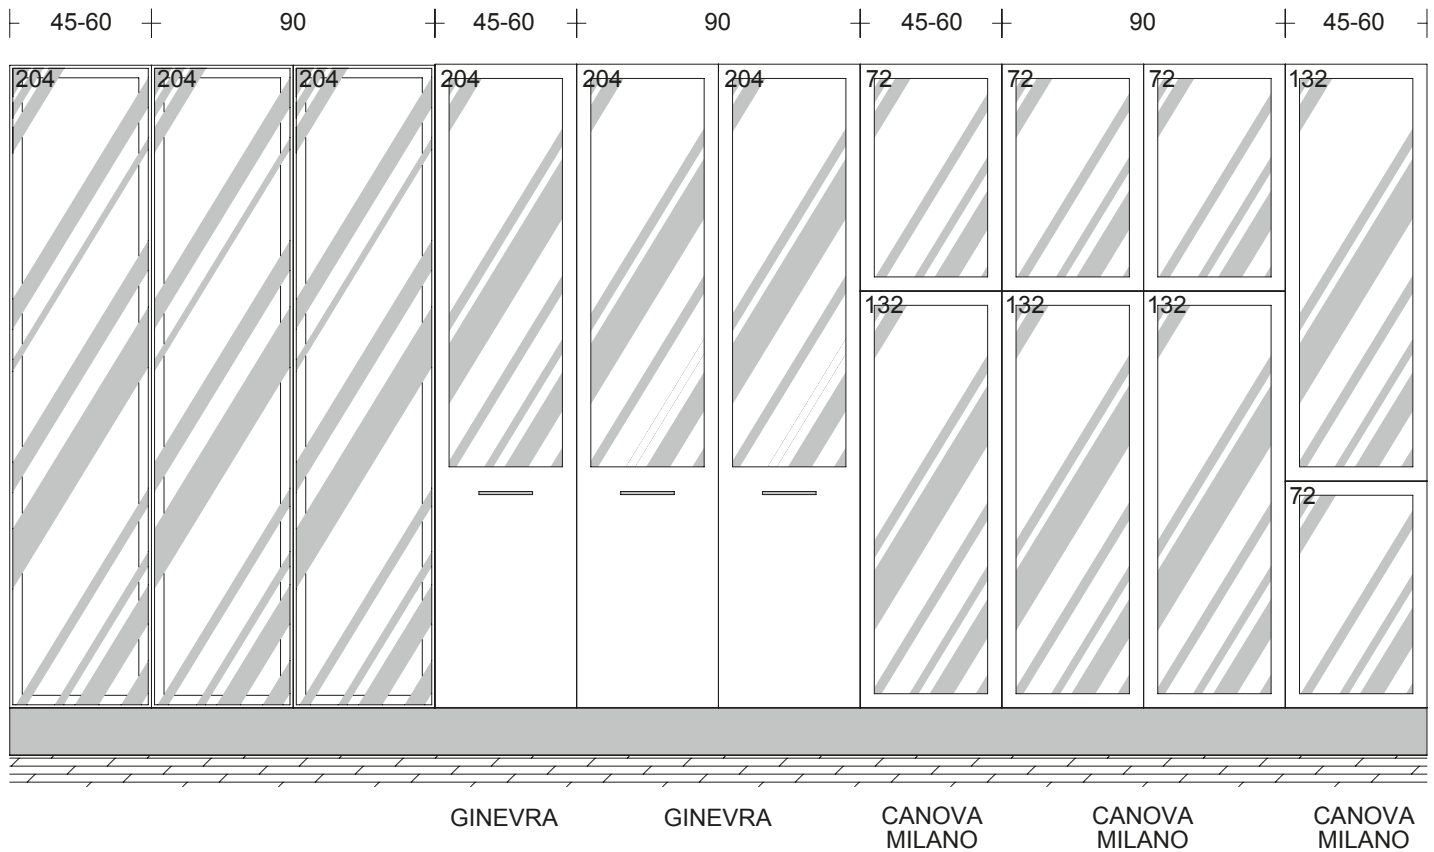 45-60 90 45-60 90 45-60 90 45-60
204 204 204 204 204 204 72 72 72 132
132 132 132
72
GINEVRA GINEVRA CANOVA CANOVA CANOVA
MILANO MILANO MILANO